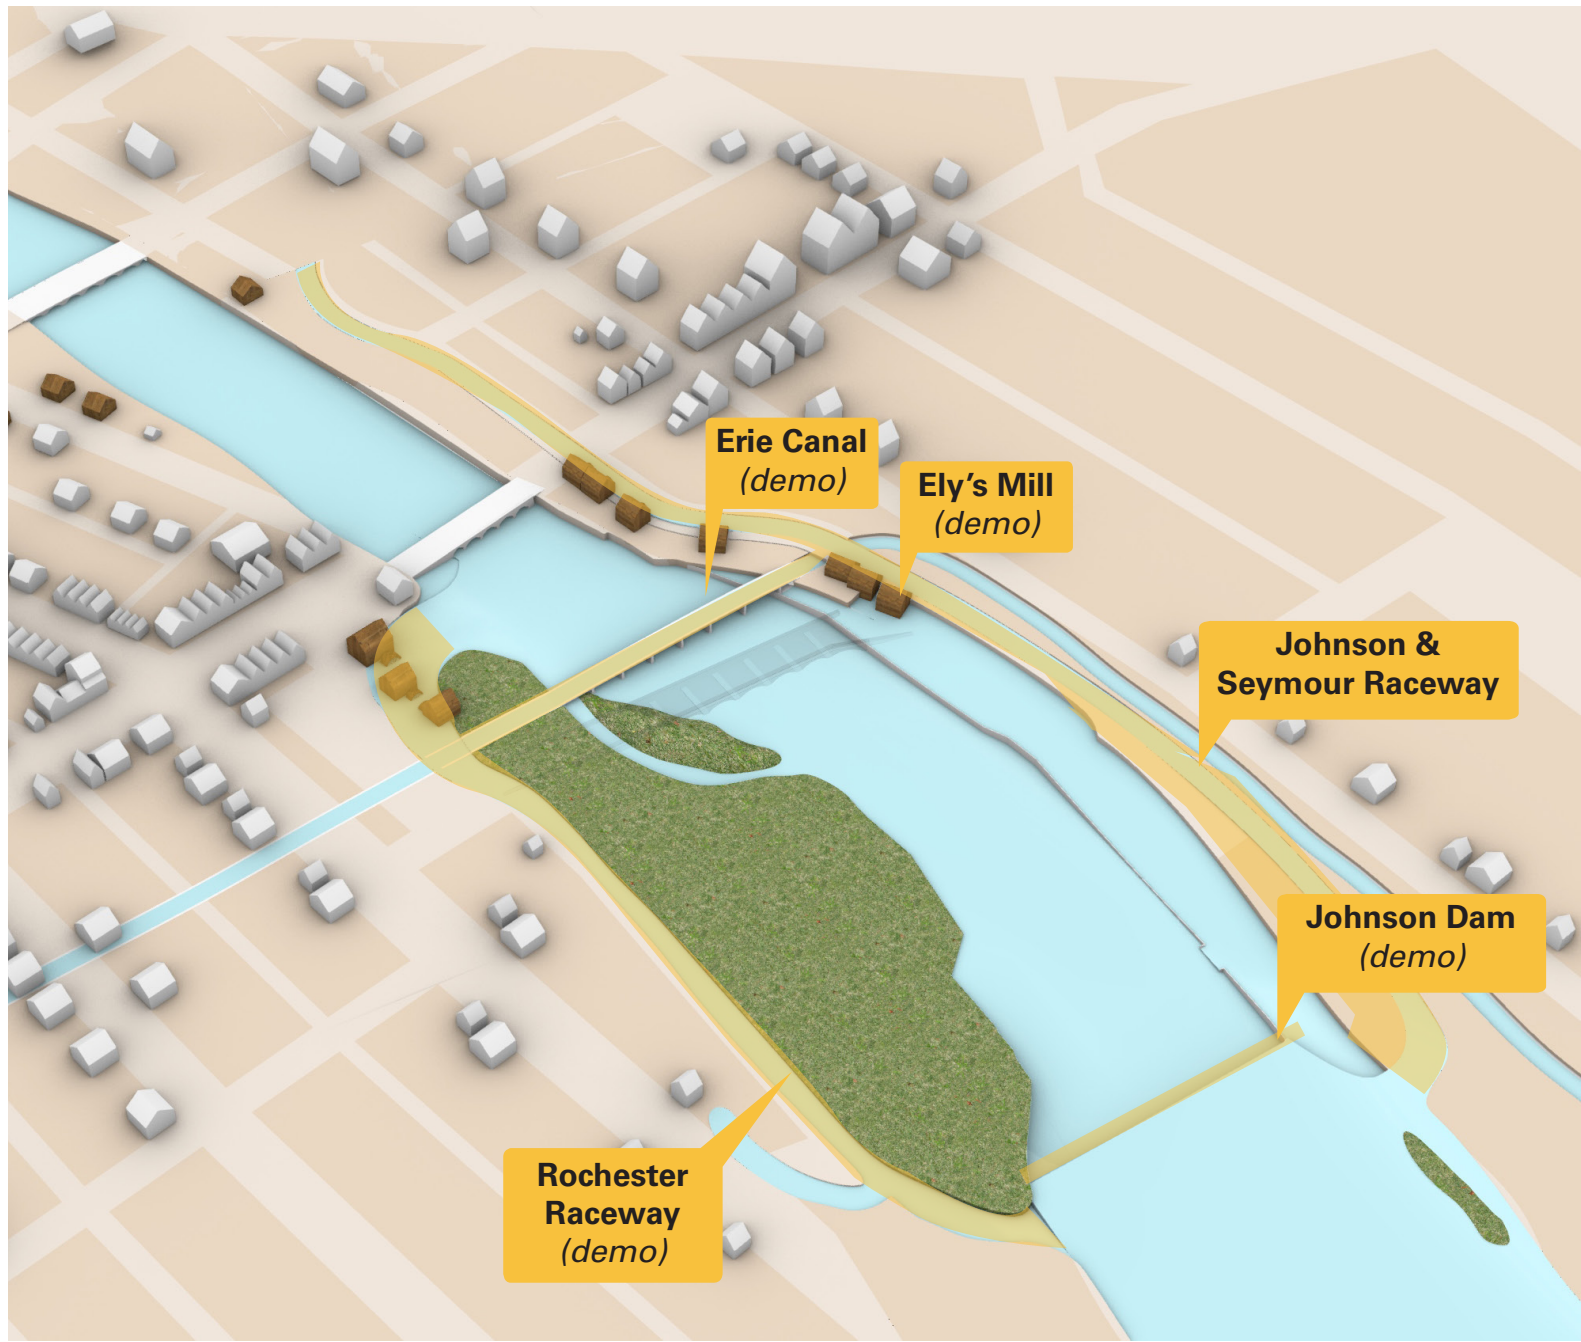 Erie Canal
(demo)
Ely’s Mill
(demo)
Johnson &
Seymour Raceway
Johnson Dam
(demo)
Rochester
Raceway
(demo)